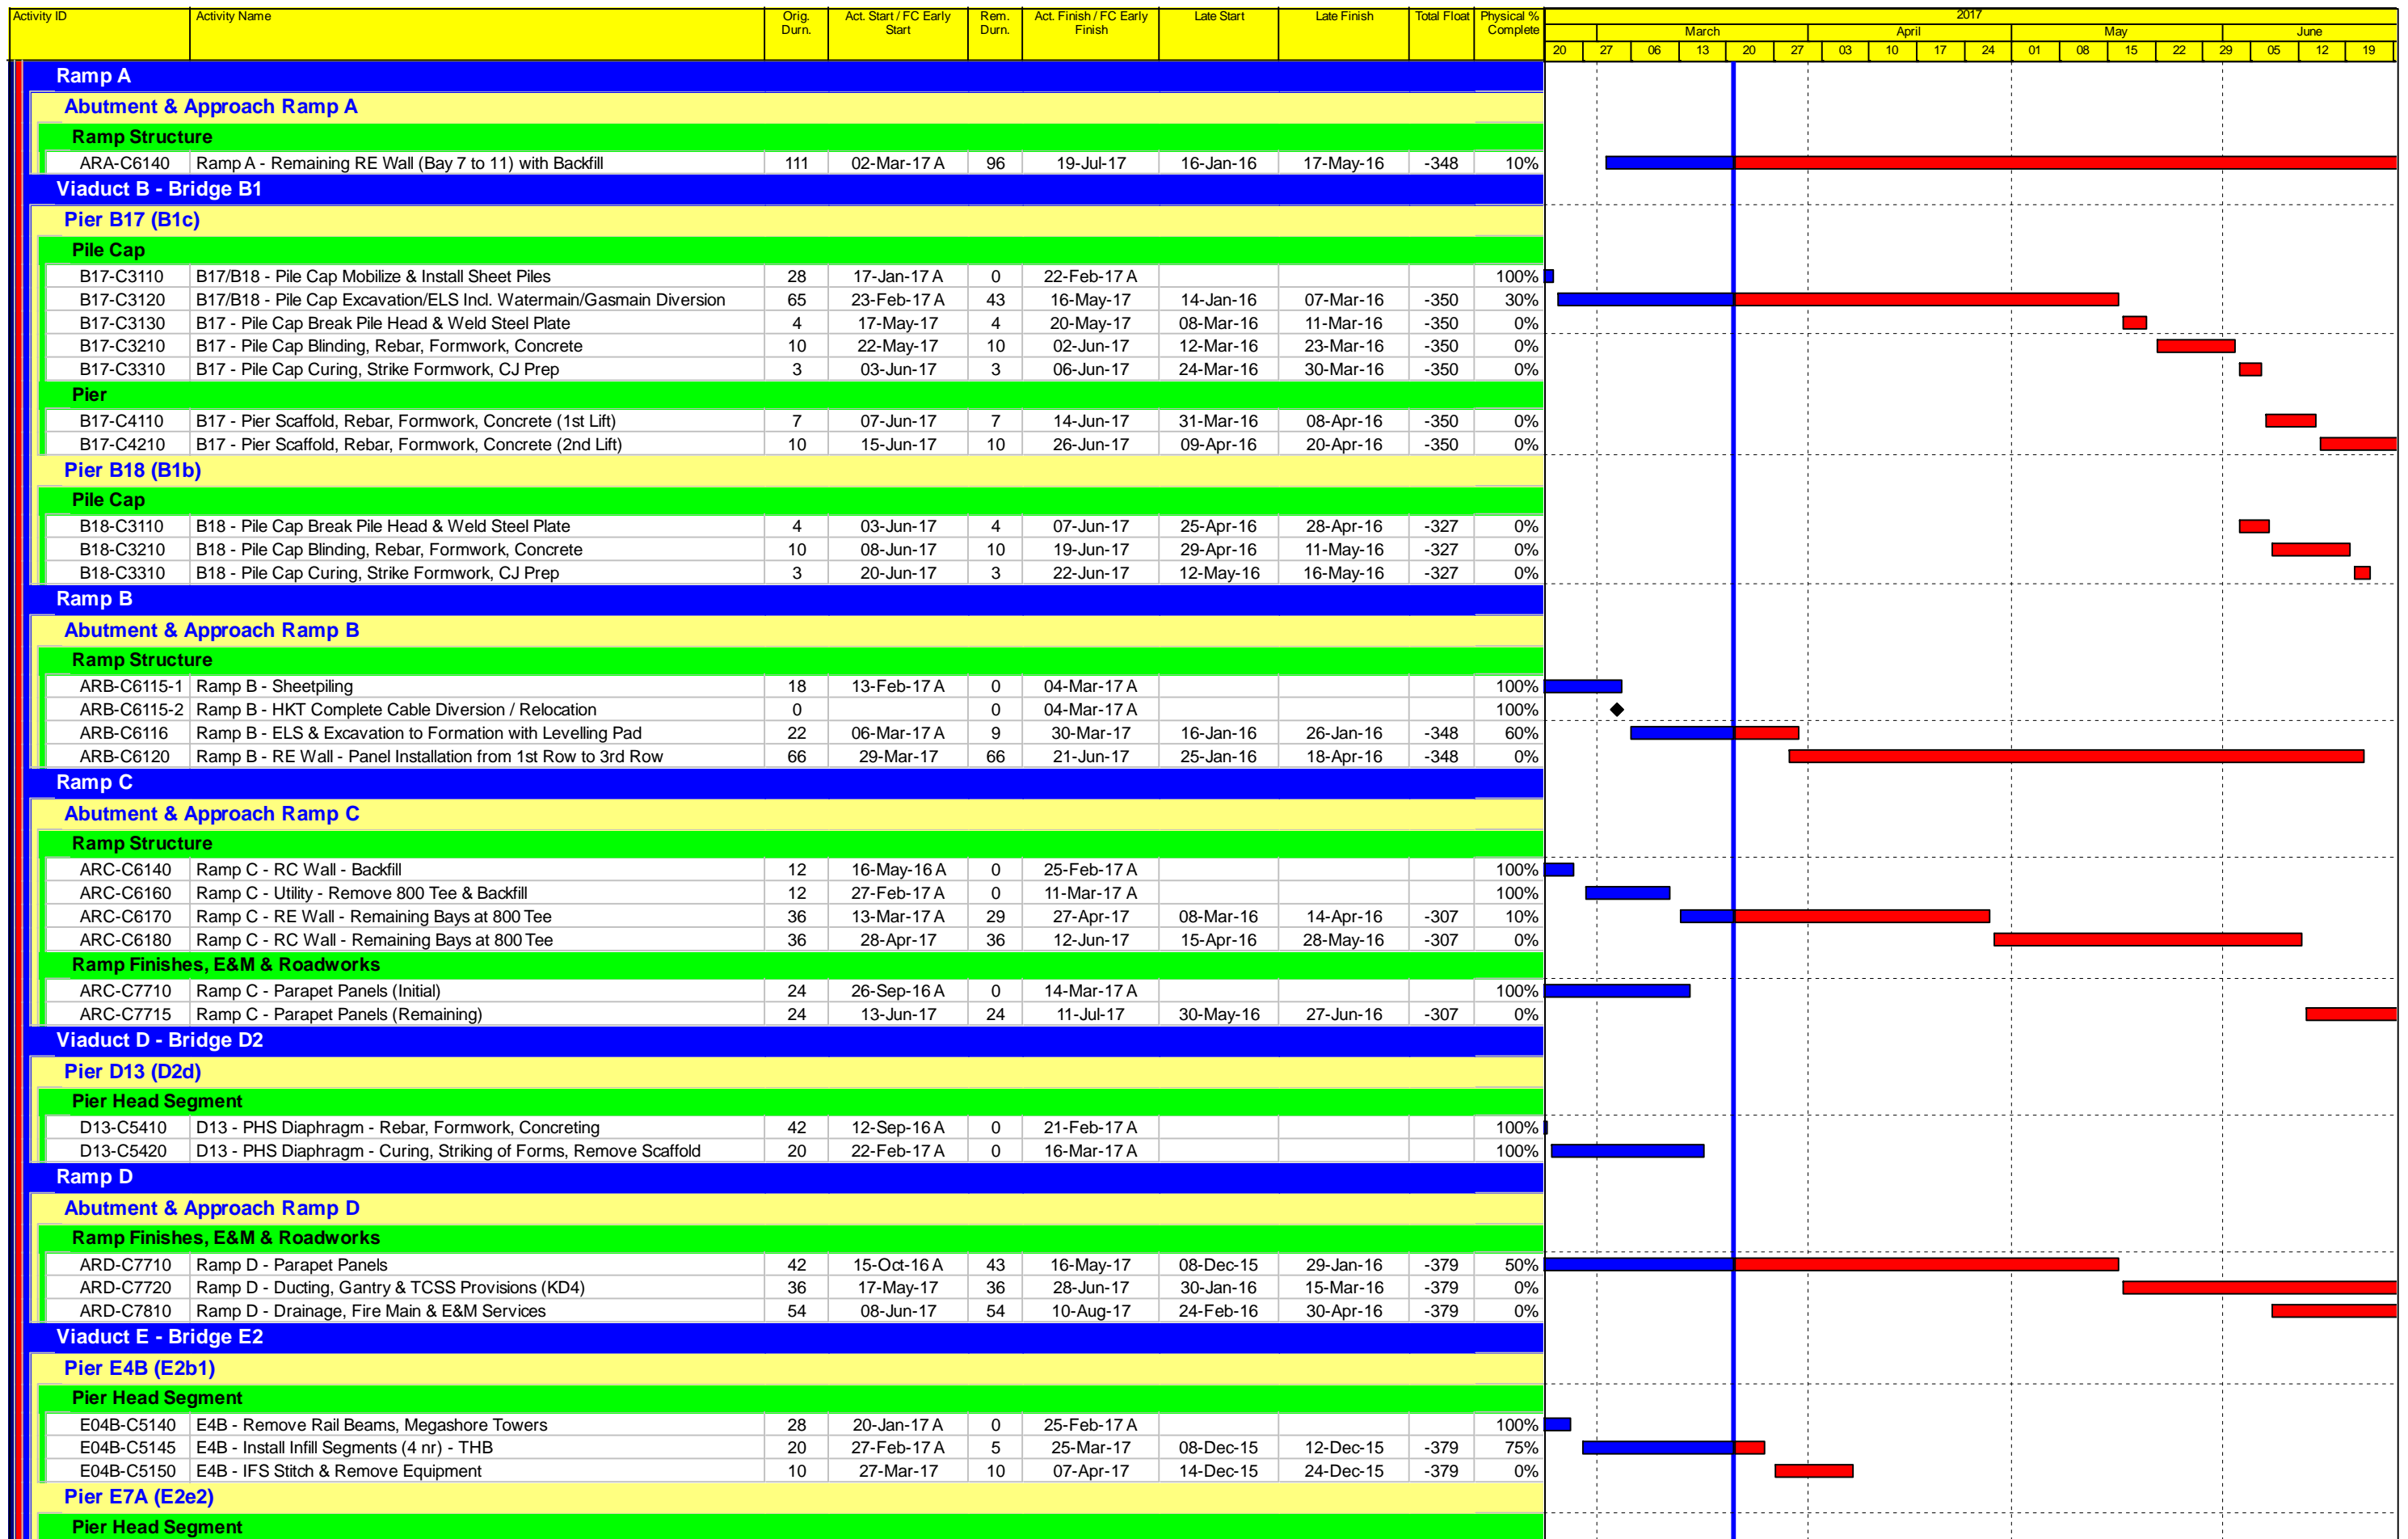 Activity ID Activity Name Orig. Durn. Act. Start / FC Early Start Rem. Durn. Act. Finish / FC Early Finish Late Start Late Finish Total Float Physical % Complete 2017
March April May June
20 27 06 13 20 27 03 10 17 24 01 08 15 22 29 05 12 19
Ramp A
Abutment & Approach Ramp A
Ramp Structure
ARA-C6140 Ramp A - Remaining RE Wall (Bay 7 to 11) with Backfill 111 02-Mar-17 A 96 19-Jul-17 16-Jan-16 17-May-16 -348 10%
Viaduct B - Bridge B1
Pier B17 (B1c)
Pile Cap
B17-C3110 B17/B18 - Pile Cap Mobilize & Install Sheet Piles 28 17-Jan-17 A 0 22-Feb-17 A 100%
B17-C3120 B17/B18 - Pile Cap Excavation/ELS Incl. Watermain/Gasmain Diversion 65 23-Feb-17 A 43 16-May-17 14-Jan-16 07-Mar-16 -350 30%
B17-C3130 B17 - Pile Cap Break Pile Head & Weld Steel Plate 4 17-May-17 4 20-May-17 08-Mar-16 11-Mar-16 -350 0%
B17-C3210 B17 - Pile Cap Blinding, Rebar, Formwork, Concrete 10 22-May-17 10 02-Jun-17 12-Mar-16 23-Mar-16 -350 0%
B17-C3310 B17 - Pile Cap Curing, Strike Formwork, CJ Prep 3 03-Jun-17 3 06-Jun-17 24-Mar-16 30-Mar-16 -350 0%
Pier
B17-C4110 B17 - Pier Scaffold, Rebar, Formwork, Concrete (1st Lift) 7 07-Jun-17 7 14-Jun-17 31-Mar-16 08-Apr-16 -350 0%
B17-C4210 B17 - Pier Scaffold, Rebar, Formwork, Concrete (2nd Lift) 10 15-Jun-17 10 26-Jun-17 09-Apr-16 20-Apr-16 -350 0%
Pier B18 (B1b)
Pile Cap
B18-C3110 B18 - Pile Cap Break Pile Head & Weld Steel Plate 4 03-Jun-17 4 07-Jun-17 25-Apr-16 28-Apr-16 -327 0%
B18-C3210 B18 - Pile Cap Blinding, Rebar, Formwork, Concrete 10 08-Jun-17 10 19-Jun-17 29-Apr-16 11-May-16 -327 0%
B18-C3310 B18 - Pile Cap Curing, Strike Formwork, CJ Prep 3 20-Jun-17 3 22-Jun-17 12-May-16 16-May-16 -327 0%
Ramp B
Abutment & Approach Ramp B
Ramp Structure
ARB-C6115-1 Ramp B - Sheetpiling 18 13-Feb-17 A 0 04-Mar-17 A 100%
ARB-C6115-2 Ramp B - HKT Complete Cable Diversion / Relocation 0 0 04-Mar-17 A 100%
ARB-C6116 Ramp B - ELS & Excavation to Formation with Levelling Pad 22 06-Mar-17 A 9 30-Mar-17 16-Jan-16 26-Jan-16 -348 60%
ARB-C6120 Ramp B - RE Wall - Panel Installation from 1st Row to 3rd Row 66 29-Mar-17 66 21-Jun-17 25-Jan-16 18-Apr-16 -348 0%
Ramp C
Abutment & Approach Ramp C
Ramp Structure
ARC-C6140 Ramp C - RC Wall - Backfill 12 16-May-16 A 0 25-Feb-17 A 100%
ARC-C6160 Ramp C - Utility - Remove 800 Tee & Backfill 12 27-Feb-17 A 0 11-Mar-17 A 100%
ARC-C6170 Ramp C - RE Wall - Remaining Bays at 800 Tee 36 13-Mar-17 A 29 27-Apr-17 08-Mar-16 14-Apr-16 -307 10%
ARC-C6180 Ramp C - RC Wall - Remaining Bays at 800 Tee 36 28-Apr-17 36 12-Jun-17 15-Apr-16 28-May-16 -307 0%
Ramp Finishes, E&M & Roadworks
ARC-C7710 Ramp C - Parapet Panels (Initial) 24 26-Sep-16 A 0 14-Mar-17 A 100%
ARC-C7715 Ramp C - Parapet Panels (Remaining) 24 13-Jun-17 24 11-Jul-17 30-May-16 27-Jun-16 -307 0%
Viaduct D - Bridge D2
Pier D13 (D2d)
Pier Head Segment
D13-C5410 D13 - PHS Diaphragm - Rebar, Formwork, Concreting 42 12-Sep-16 A 0 21-Feb-17 A 100%
D13-C5420 D13 - PHS Diaphragm - Curing, Striking of Forms, Remove Scaffold 20 22-Feb-17 A 0 16-Mar-17 A 100%
Ramp D
Abutment & Approach Ramp D
Ramp Finishes, E&M & Roadworks
ARD-C7710 Ramp D - Parapet Panels 42 15-Oct-16 A 43 16-May-17 08-Dec-15 29-Jan-16 -379 50%
ARD-C7720 Ramp D - Ducting, Gantry & TCSS Provisions (KD4) 36 17-May-17 36 28-Jun-17 30-Jan-16 15-Mar-16 -379 0%
ARD-C7810 Ramp D - Drainage, Fire Main & E&M Services 54 08-Jun-17 54 10-Aug-17 24-Feb-16 30-Apr-16 -379 0%
Viaduct E - Bridge E2
Pier E4B (E2b1)
Pier Head Segment
E04B-C5140 E4B - Remove Rail Beams, Megashore Towers 28 20-Jan-17 A 0 25-Feb-17 A 100%
E04B-C5145 E4B - Install Infill Segments (4 nr) - THB 20 27-Feb-17 A 5 25-Mar-17 08-Dec-15 12-Dec-15 -379 75%
E04B-C5150 E4B - IFS Stitch & Remove Equipment 10 27-Mar-17 10 07-Apr-17 14-Dec-15 24-Dec-15 -379 0%
Pier E7A (E2e2)
Pier Head Segment